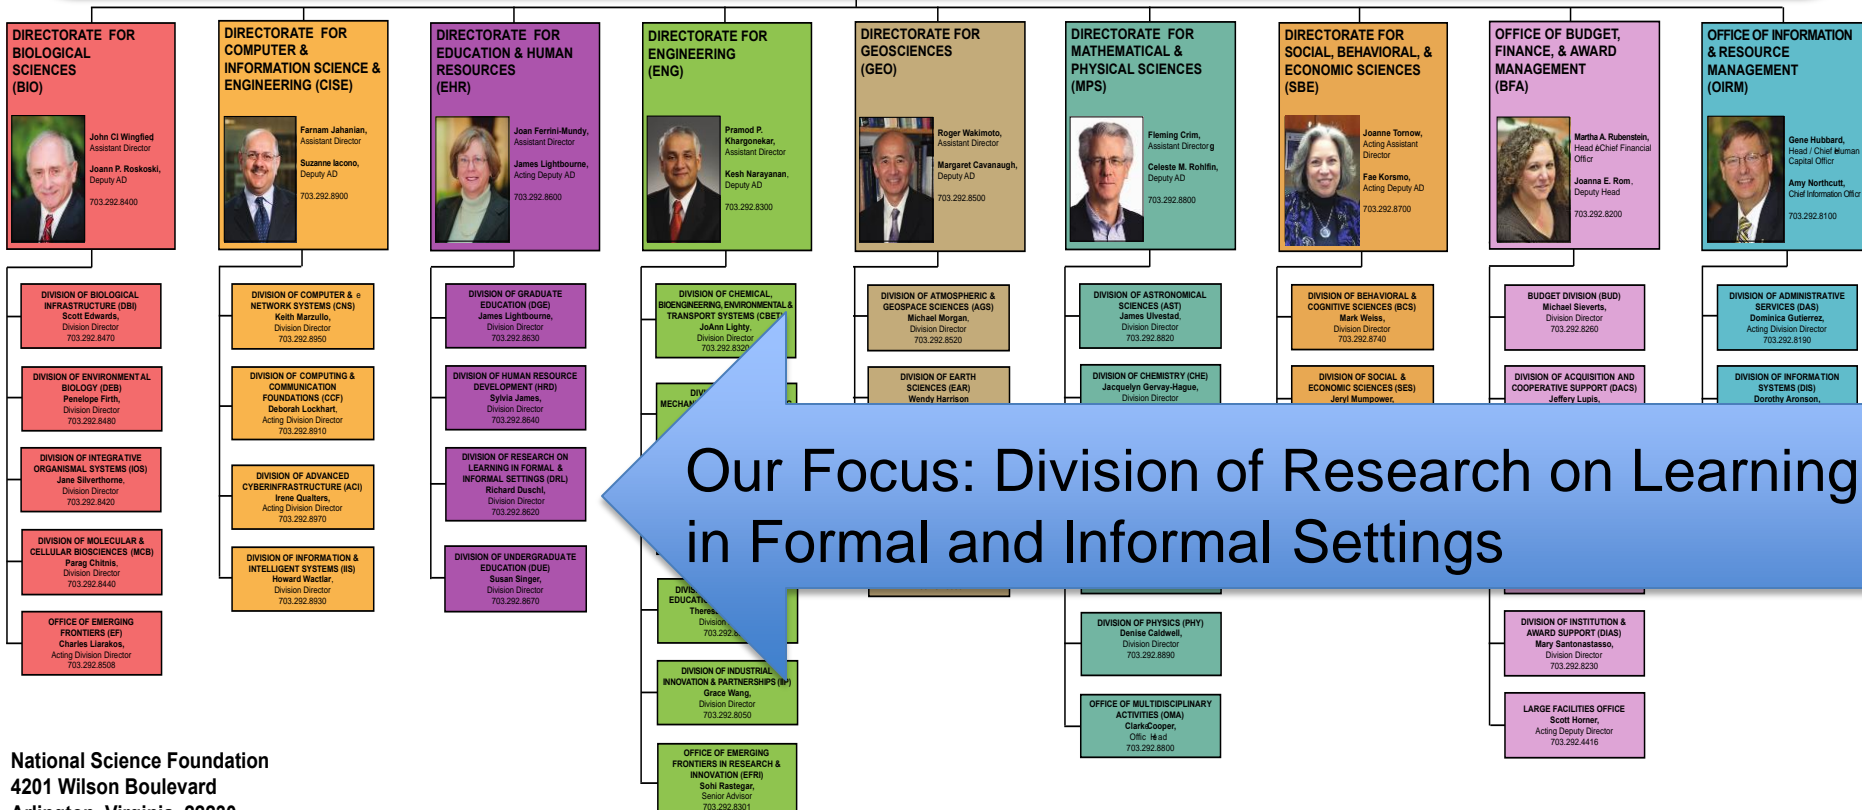 DIRECTORATE FOR
BIOLOGICAL
SCIENCES
(BIO)
John Cl Wingfied
Assistant Director
Joann P. Roskoski,
Deputy AD
703.292.8400
DIVISION OF BIOLOGICAL
INFRASTRUCTURE (DBI)
Scott Edwards,
Division Director
703.292.8470
DIVISION OF ENVIRONMENTAL
BIOLOGY (DEB)
Penelope Firth,
Division Director
703.292.8480
DIVISION OF INTEGRATIVE
ORGANISMAL SYSTEMS (IOS)
Jane Silverthorne,
Division Director
703.292.8420
DIVISION OF MOLECULAR &
CELLULAR BIOSCIENCES (MCB)
Parag Chitnis,
Division Director
703.292.8440
OFFICE OF EMERGING
FRONTIERS (EF)
Charles Liarakos,
Acting Division Director
703.292.8508
DIRECTORATE FOR
COMPUTER &
INFORMATION SCIENCE &
ENGINEERING (CISE)
Farnam Jahanian,
Assistant Director
Suzanne Iacono,
Deputy AD
703.292.8900
DIVISION OF COMPUTER & e
NETWORK SYSTEMS (CNS)
Keith Marzullo,
Division Director
703.292.8950
DIVISION OF COMPUTING &
COMMUNICATION
FOUNDATIONS (CCF)
Deborah Lockhart,
Acting Division Director
703.292.8910
DIVISION OF ADVANCED
CYBERINFRASTRUCTURE (ACI)
Irene Qualters,
Acting Division Director
703.292.8970
DIVISION OF INFORMATION &
INTELLIGENT SYSTEMS (IIS)
Howard Wactlar,
Division Director
703.292.8930
DIRECTORATE FOR
EDUCATION & HUMAN
RESOURCES
(EHR)
Joan Ferrini-Mundy,
Assistant Director
James Lightbourne,
Acting Deputy AD
703.292.8600
DIVISION OF GRADUATE
EDUCATION (DGE)
James Lightbourne,
Division Director
703.292.8630
DIVISION OF HUMAN RESOURCE
DEVELOPMENT (HRD)
Sylvia James,
Division Director
703.292.8640
DIVISION OF RESEARCH ON
LEARNING IN FORMAL &
INFORMAL SETTINGS (DRL)
Richard Duschl,
Division Director
703.292.8620
DIVISION OF UNDERGRADUATE
EDUCATION (DUE)
Susan Singer,
Division Director
703.292.8670
DIRECTORATE FOR
ENGINEERING
(ENG)
Pramod P.
Khargonekar,
Assistant Director
Kesh Narayanan,
Deputy AD
703.292.8300
DIVISION OF CHEMICAL,
BIOENGINEERING, ENVIRONMENTAL &
TRANSPORT SYSTEMS (CBET)
JoAnn Lighty,
Division Director
703.292.8320
DIVISION OF INDUSTRIAL
INNOVATION & PARTNERSHIPS (IIP)
Grace Wang,
Division Director
703.292.8050
OFFICE OF EMERGING
FRONTIERS IN RESEARCH &
INNOVATION (EFRI)
Sohi Rastegar,
Senior Advisor
703.292.8301
DIRECTORATE FOR
GEOSCIENCES
(GEO)
Roger Wakimoto,
Assistant Director
Margaret Cavanaugh,
Deputy AD
703.292.8500
DIVISION OF ATMOSPHERIC &
GEOSPACE SCIENCES (AGS)
Michael Morgan,
Division Director
703.292.8520
DIVISION OF EARTH
SCIENCES (EAR)
Wendy Harrison
DIRECTORATE FOR
MATHEMATICAL &
PHYSICAL SCIENCES
(MPS)
Fleming Crim,
Assistant Director g
Celeste M. Rohlfin,
Deputy AD
703.292.8800
DIVISION OF ASTRONOMICAL
SCIENCES (AST)
James Ulvestad,
Division Director
703.292.8820
DIVISION OF CHEMISTRY (CHE)
Jacquelyn Gervay-Hague,
Division Director
DIVISION OF PHYSICS (PHY)
Denise Caldwell,
Division Director
703.292.8890
OFFICE OF MULTIDISCIPLINARY
ACTIVITIES (OMA)
Clark Cooper,
Offic Head
703.292.8800
DIRECTORATE FOR
SOCIAL, BEHAVIORAL, &
ECONOMIC SCIENCES
(SBE)
Joanne Tornow,
Acting Assistant
Director
Fae Korsmo,
Acting Deputy AD
703.292.8700
DIVISION OF BEHAVIORAL &
COGNITIVE SCIENCES (BCS)
Mark Weiss,
Division Director
703.292.8740
DIVISION OF SOCIAL &
ECONOMIC SCIENCES (SES)
Jeryl Mumpower,
OFFICE OF BUDGET,
FINANCE, & AWARD
MANAGEMENT
(BFA)
Martha A. Rubenstein,
Head Chief Financial
Officr
Joanna E. Rom,
Deputy Head
703.292.8200
BUDGET DIVISION (BUD)
Michael Sieverts,
Division Director
703.292.8260
DIVISION OF ACQUISITION AND
COOPERATIVE SUPPORT (DACS)
Jeffery Lupis,
DIVISION OF INSTITUTION &
AWARD SUPPORT (DIAS)
Mary Santonastasso,
Division Director
703.292.8230
LARGE FACILITIES OFFICE
Scott Horner,
Acting Deputy Director
703.292.4416
OFFICE OF INFORMATION
& RESOURCE
MANAGEMENT
(OIRM)
Gene Hubbard,
Head / Chief Human
Capital Officr
Amy Northcutt,
Chief Information Officr
703.292.8100
DIVISION OF ADMINISTRATIVE
SERVICES (DAS)
Dominica Gutierrez,
Acting Division Director
703.292.8190
DIVISION OF INFORMATION
SYSTEMS (DIS)
Dorothy Aronson,
Our Focus: Division of Research on Learning
in Formal and Informal Settings
National Science Foundation
4201 Wilson Boulevard
Arlington, Virginia 22230